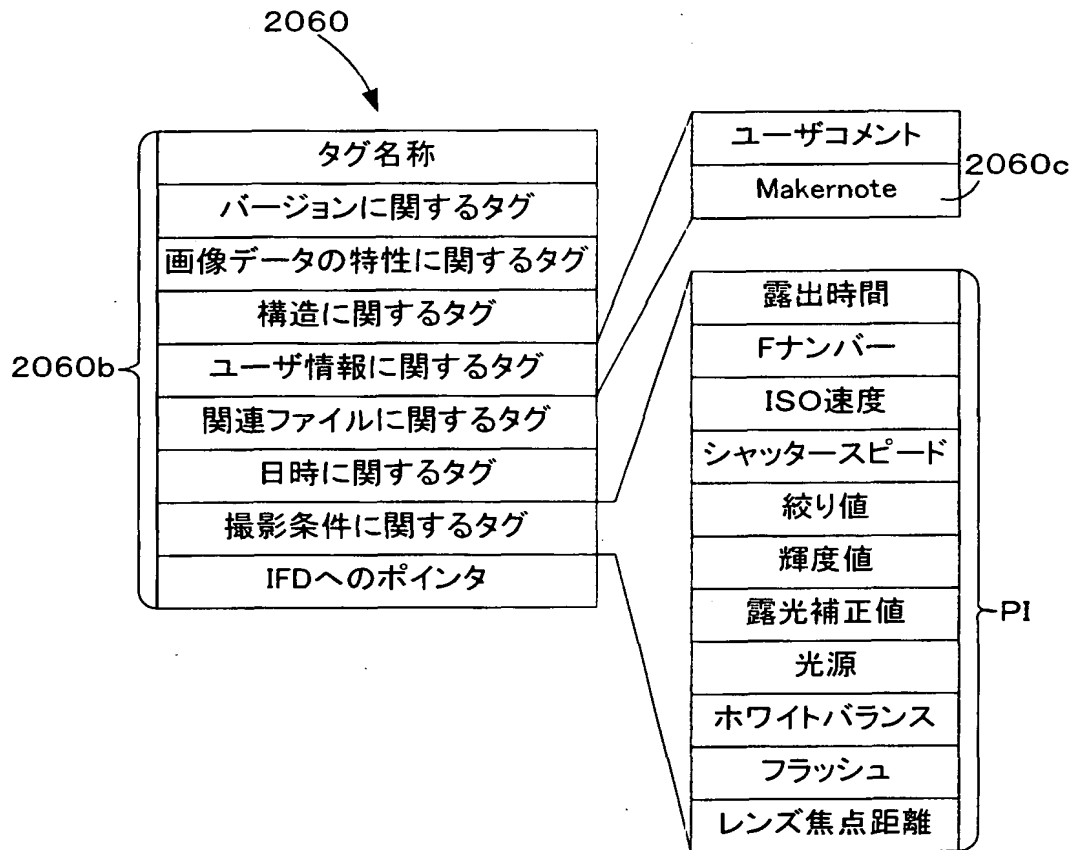 2060
2060b
タグ名称
バージョンに関するタグ
画像データの特性に関するタグ
構造に関するタグ
ユーザ情報に関するタグ
関連ファイルに関するタグ
日時に関するタグ
撮影条件に関するタグ
IFDへのポインタ
ユーザコメント
Makernote
2060c
露出時間
Fナンバー
ISO速度
シャッタースピード
絞り値
輝度値
露光補正値
光源
ホワイトバランス
フラッシュ
レンズ焦点距離
PI